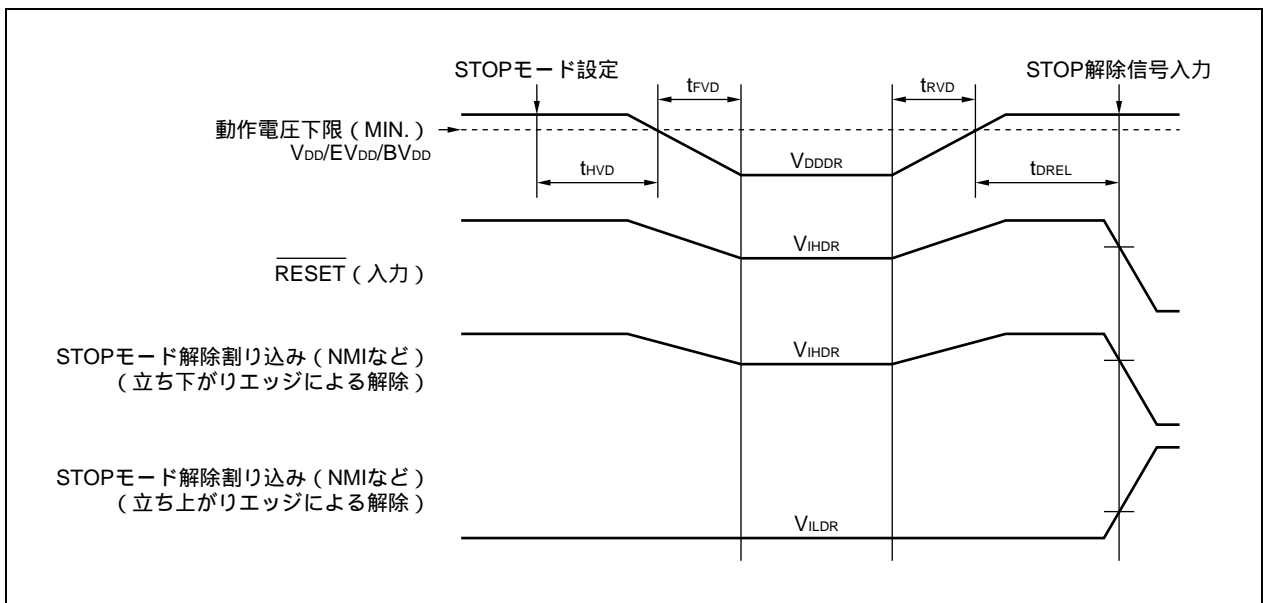 STOPモード設定
STOP解除信号入力
tFVD
tRVD
動作電圧下限（MIN.）
VDD/EVDD/BVDD
VDDDR
tHVD
tDREL
RESET（入力）
VIHDR
STOPモード解除割り込み（NMIなど）
（立ち下がりエッジによる解除）
VIHDR
STOPモード解除割り込み（NMIなど）
（立ち上がりエッジによる解除）
VILDR